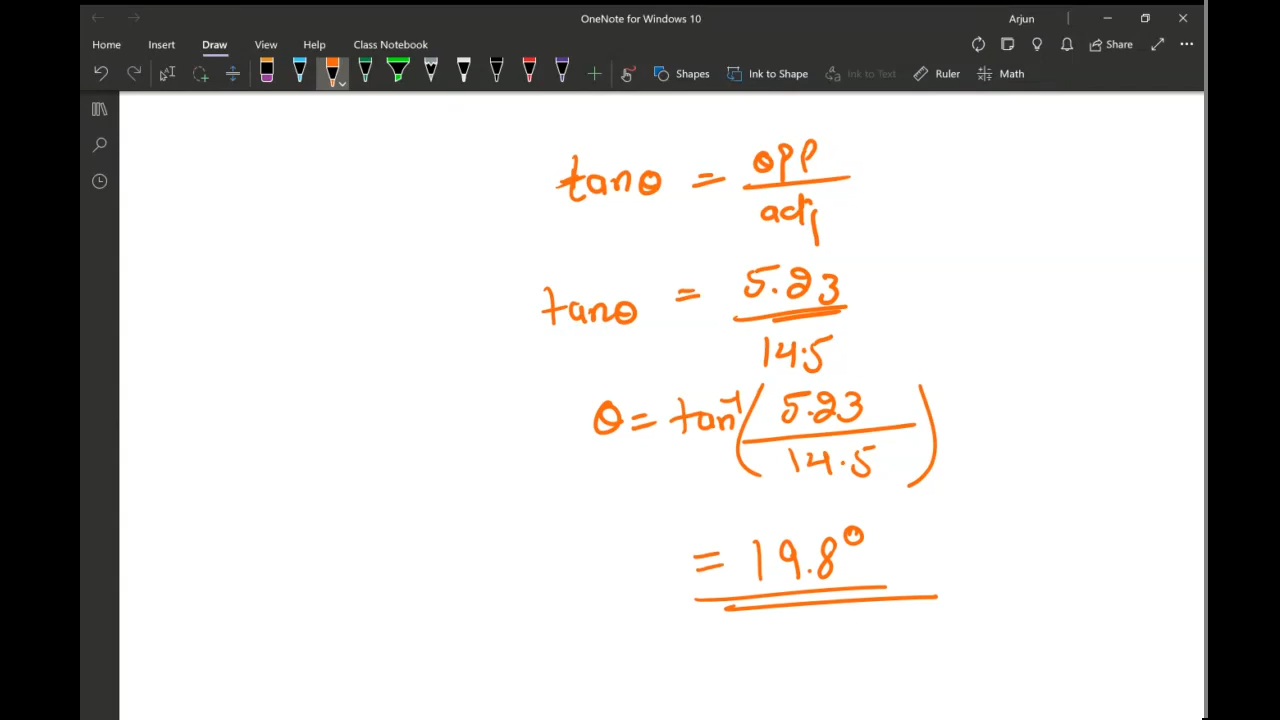 OneNote for Windows 10
Arjun
Home Insert Draw View Help Class Notebook
Share
Shapes Ink to Shape Ink to Text Ruler Math
tanθ = opp/adj
tanθ = 5.23/14.5
θ = tan⁻¹(5.23/14.5)
= 19.8°